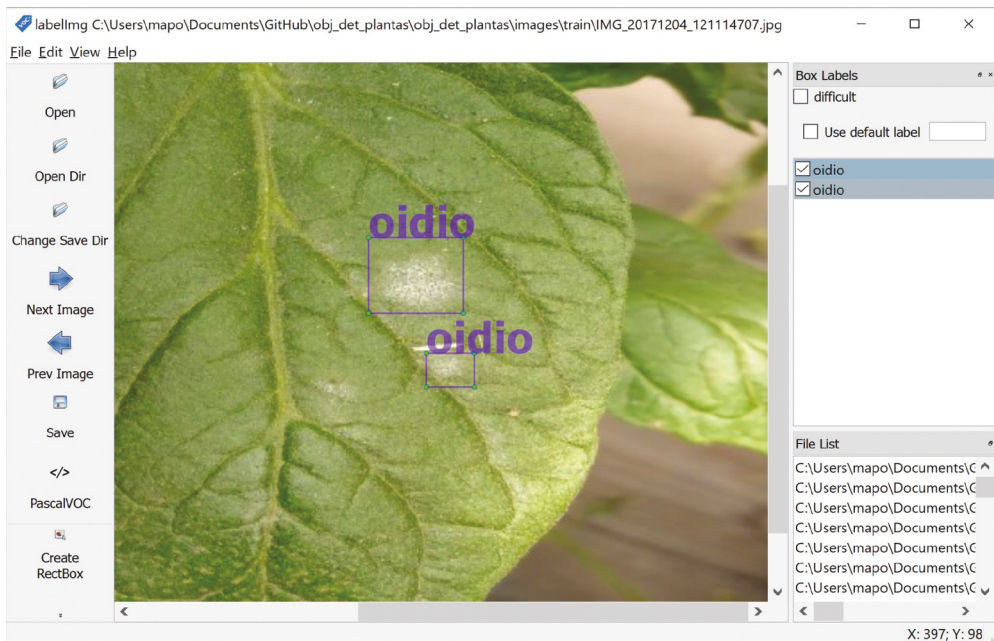 labelImg C:\Users\mapo\Documents\GitHub\obj_det_plantas\obj_det_plantas\images\train\IMG_20171204_121114707.jpg
File Edit View Help
Open
Open Dir
Change Save Dir
Next Image
Prev Image
Save
</>
PascalVOC
Create
RectBox
oidio
oidio
Box Labels
difficult
Use default label
oidio
oidio
File List
C:\Users\mapo\Documents\G
C:\Users\mapo\Documents\G
C:\Users\mapo\Documents\G
C:\Users\mapo\Documents\G
C:\Users\mapo\Documents\G
C:\Users\mapo\Documents\G
C:\Users\mapo\Documents\G
X: 397; Y: 98